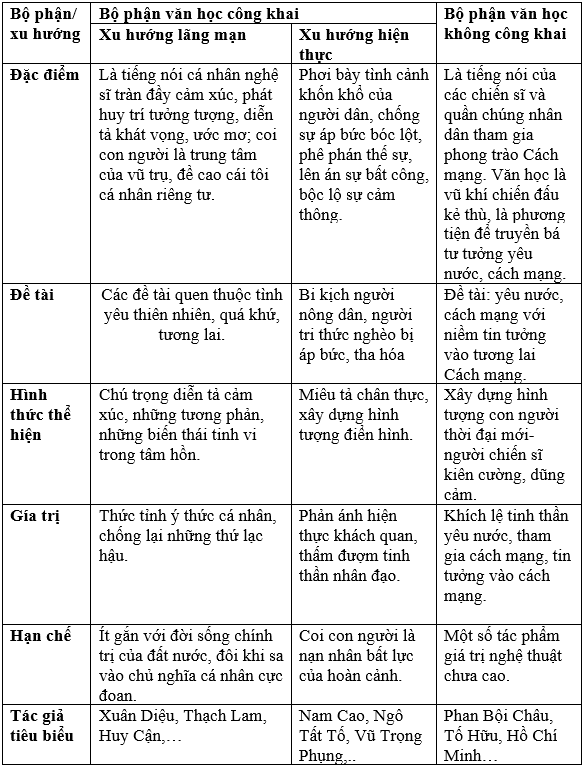 Bộ phận/
xu hướng
Bộ phận văn học công khai
Bộ phận văn học
không công khai
Xu hướng lãng mạn
Xu hướng hiện
thực
Đặc điểm
Là tiếng nói cá nhân nghệ
sĩ tràn đầy cảm xúc, phát
huy trí tưởng tượng, diễn
tả khát vọng, ước mơ; coi
con người là trung tâm
của vũ trụ, đề cao cái tôi
cá nhân riêng tư.
Phơi bày tình cảnh
khốn khổ của
người dân, chống
sự áp bức bóc lột,
phê phán thế sự,
lên án sự bất công,
bộc lộ sự cảm
thông.
Là tiếng nói của
các chiến sĩ và
quần chúng nhân
dân tham gia
phong trào Cách
mạng. Văn học là
vũ khí chiến đấu
kẻ thù, là phương
tiện để truyền bá
tư tưởng yêu
nước, cách mạng.
Đề tài
Các đề tài quen thuộc tình
yêu thiên nhiên, quá khứ,
tương lai.
Bi kịch người
nông dân, người
trí thức nghèo bị
áp bức, tha hóa
Đề tài: yêu nước,
cách mạng với
niềm tin tưởng
vào tương lai
Cách mạng.
Hình
thức thể
hiện
Chú trọng diễn tả cảm
xúc, những tương phản,
những biến thái tinh vi
trong tâm hồn.
Miêu tả chân thực,
xây dựng hình
tượng điển hình.
Xây dựng hình
tượng con người
thời đại mới-
người chiến sĩ
kiên cường, dũng
cảm.
Gía trị
Thức tỉnh ý thức cá nhân,
chống lại những thứ lạc
hậu.
Phản ánh hiện
thực khách quan,
thấm đượm tinh
thần nhân đạo.
Khích lệ tinh thần
yêu nước, tham
gia cách mạng, tin
tưởng vào cách
mạng.
Hạn chế
Ít gắn với đời sống chính
trị của đất nước, đôi khi sa
vào chủ nghĩa cá nhân cực
đoan.
Coi con người là
nạn nhân bất lực
của hoàn cảnh.
Một số tác phẩm
giá trị nghệ thuật
chưa cao.
Tác giả
tiêu biểu
Xuân Diệu, Thạch Lam,
Huy Cận,…
Nam Cao, Ngô
Tất Tố, Vũ Trọng
Phụng,..
Phan Bội Châu,
Tố Hữu, Hồ Chí
Minh…